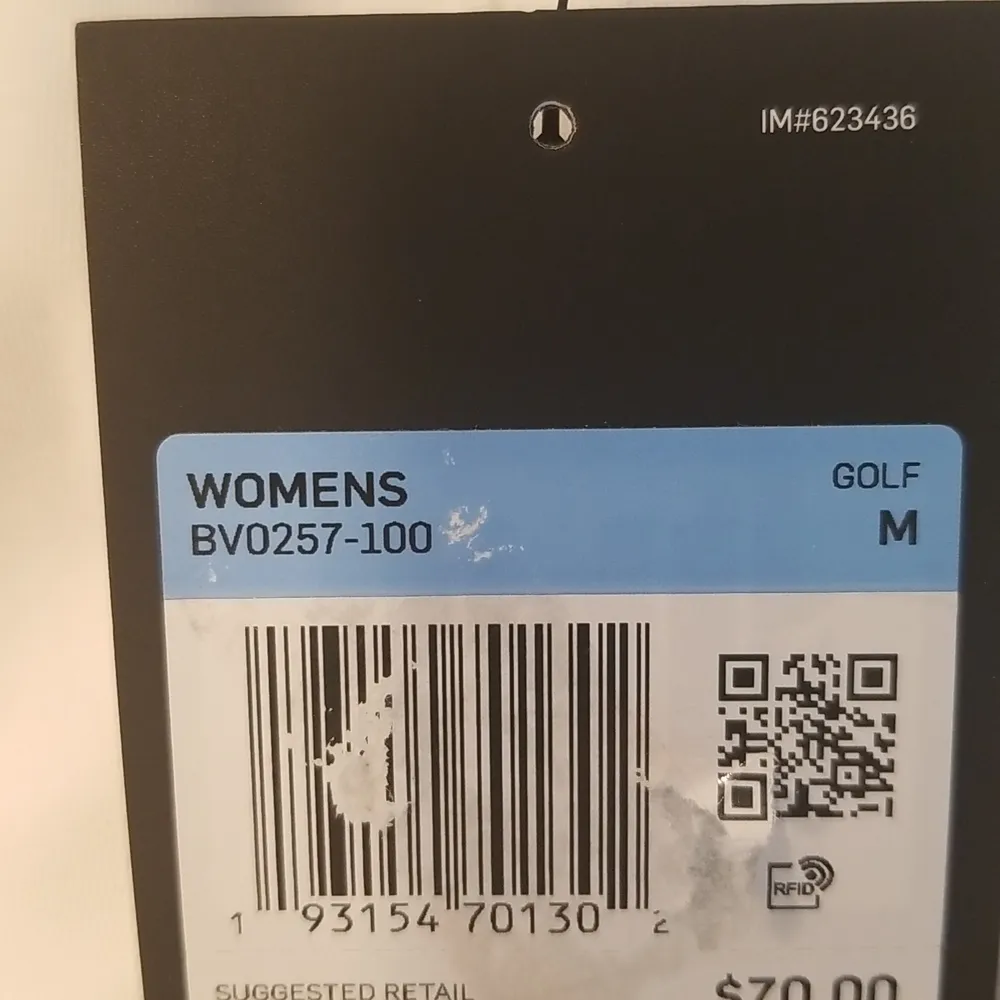 IM#623436
WOMENS
GOLF
BV0257-100
M
1 93154 70130 2
RFID
SUGGESTED RETAIL
$70.00